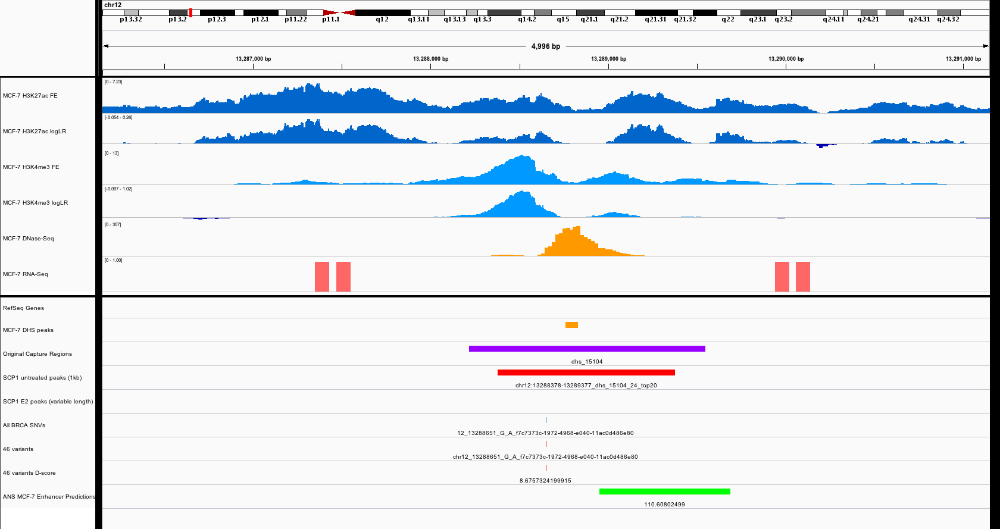 chr12
p13.32 p13.2 p12.3 p12.1 p11.22 p11.1 q12 q13.11 q13.13 q13.3 q14.2 q15 q21.1 q21.2 q21.31 q21.32 q22 q23.1 q23.2 q24.11 q24.21 q24.31 q24.32
4,996 bp
13,287,000 bp 13,288,000 bp 13,289,000 bp 13,290,000 bp 13,291,000 bp
[0 - 7.23]
MCF-7 H3K27ac FE
[-0.054 - 0.26]
MCF-7 H3K27ac logLR
[0 - 13]
MCF-7 H3K4me3 FE
[-0.097 - 1.02]
MCF-7 H3K4me3 logLR
[0 - 307]
MCF-7 DNase-Seq
[0 - 1.00]
MCF-7 RNA-Seq
RefSeq Genes
MCF-7 DHS peaks
Original Capture Regions
dhs_15104
SCP1 untreated peaks (1kb)
chr12:13288378-13289377_dhs_15104_24_top20
SCP1 E2 peaks (variable length)
All BRCA SNVs
12_13288651_G_A_f7c7373c-1972-4968-e040-11ac0d486e80
46 variants
chr12_13288651_G_A_f7c7373c-1972-4968-e040-11ac0d486e80
46 variants D-score
8.6757324199915
ANS MCF-7 Enhancer Predictions
110.60802499